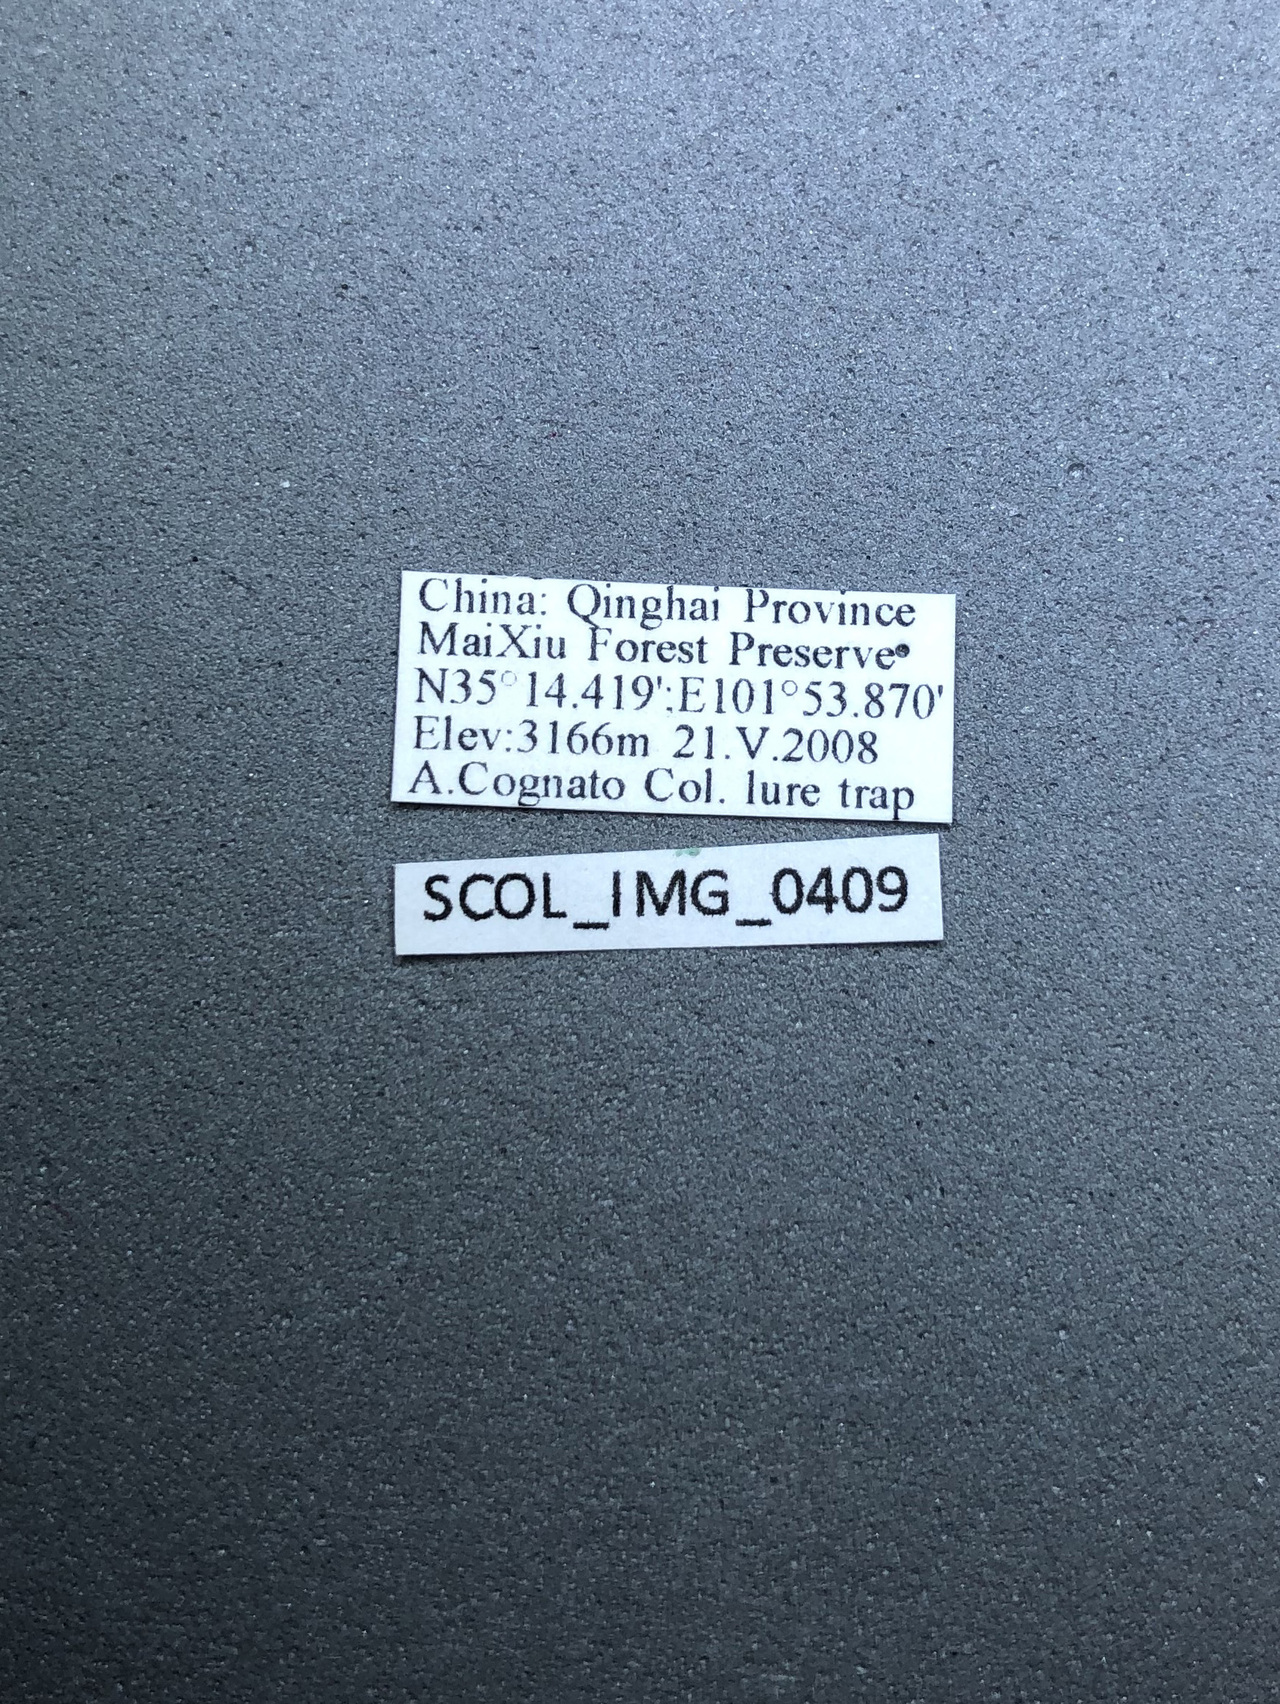 China: Qinghai Province
MaiXiu Forest Preserve
N35°14.419':E101°53.870'
Elev:3166m 21.V.2008
A.Cognato Col. lure trap
SCOL_IMG_0409